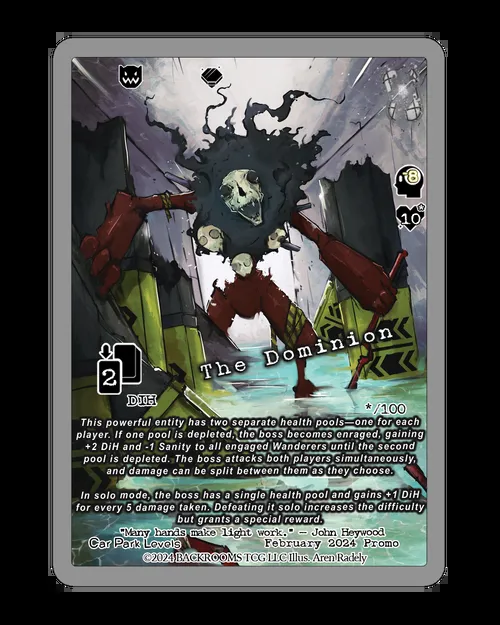 8
10*
The Dominion
2
DIH
*/100
This powerful entity has two separate health pools—one for each
player. If one pool is depleted, the boss becomes enraged, gaining
+2 DiH and -1 Sanity to all engaged Wanderers until the second
pool is depleted. The boss attacks both players simultaneously,
and damage can be split between them as they choose.
In solo mode, the boss has a single health pool and gains +1 DiH
for every 5 damage taken. Defeating it solo increases the difficulty
but grants a special reward.
"Many hands make light work." — John Heywood
Car Park Levels February 2024 Promo
©2024 BACKROOMS TCG LLC Illus. Aren Radely